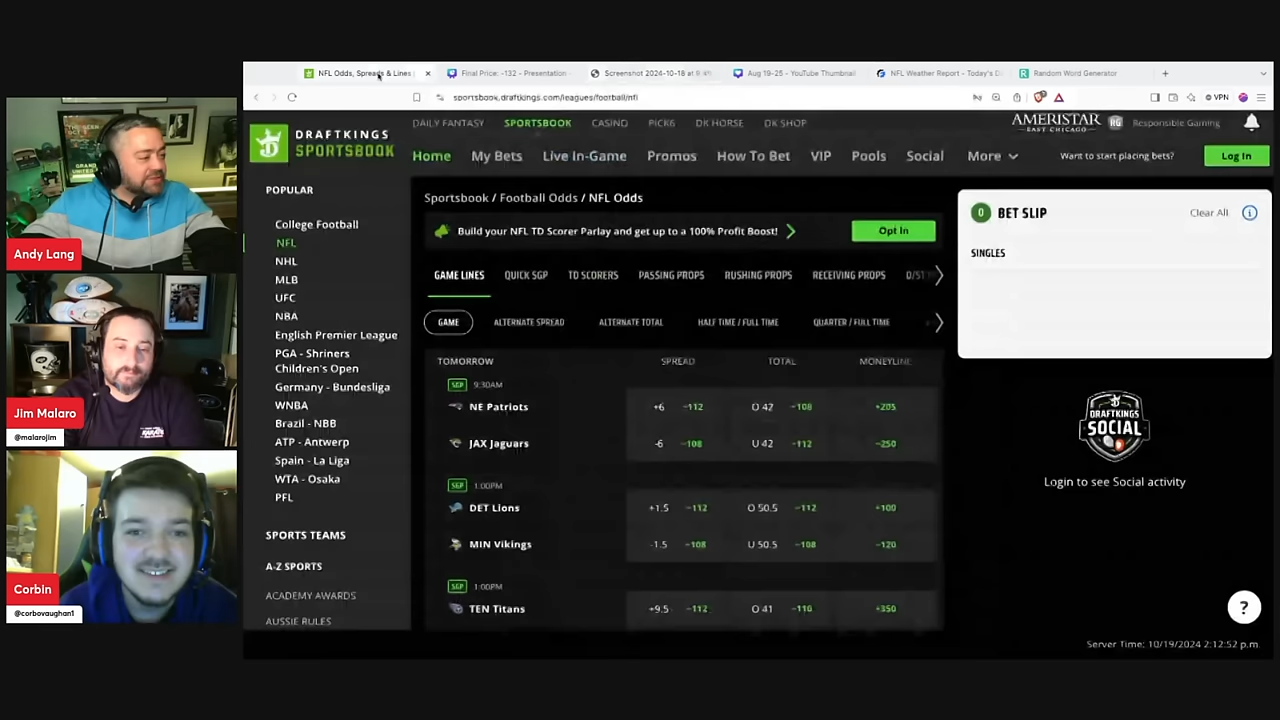 NFL Odds, Spreads & Lines
Final Price: -132 - Presentation
Screenshot 2024-10-18 at
Aug 19-25 - YouTube Thumbnail
NFL Weather Report - Today's
Random Word Generator
sportsbook.draftkings.com/leagues/football/nfl
VPN
DRAFTKINGS
SPORTSBOOK
DAILY FANTASY SPORTSBOOK CASINO PICK6 DK HORSE DK SHOP
AMERISTAR
EAST CHICAGO
RG Responsible Gaming
Home My Bets Live In-Game Promos How To Bet VIP Pools Social More
Want to start placing bets?
Log In
POPULAR
College Football
NFL
NHL
MLB
UFC
NBA
English Premier League
PGA - Shriners
Children's Open
Germany - Bundesliga
WNBA
Brazil - NBB
ATP - Antwerp
Spain - La Liga
WTA - Osaka
PFL
SPORTS TEAMS
A-Z SPORTS
ACADEMY AWARDS
AUSSIE RULES
Sportsbook / Football Odds / NFL Odds
Build your NFL TD Scorer Parlay and get up to a 100% Profit Boost!
Opt In
GAME LINES QUICK SGP TD SCORERS PASSING PROPS RUSHING PROPS RECEIVING PROPS D/ST
GAME ALTERNATE SPREAD ALTERNATE TOTAL HALF TIME / FULL TIME QUARTER / FULL TIME
TOMORROW SPREAD TOTAL MONEYLINE
SGP 9:30AM
NE Patriots +6 -112 O 42 -108 +205
JAX Jaguars -6 -108 U 42 -112 -250
SGP 1:00PM
DET Lions +1.5 -112 O 50.5 -112 +100
MIN Vikings -1.5 -108 U 50.5 -108 -120
SGP 1:00PM
TEN Titans +9.5 -112 O 41 -110 +350
0 BET SLIP Clear All
SINGLES
DRAFTKINGS
SOCIAL
Login to see Social activity
?
Server Time: 10/19/2024 2:12:52 p.m.
Andy Lang
Jim Malaro
@malarojim
Corbin
@corbovaughan1